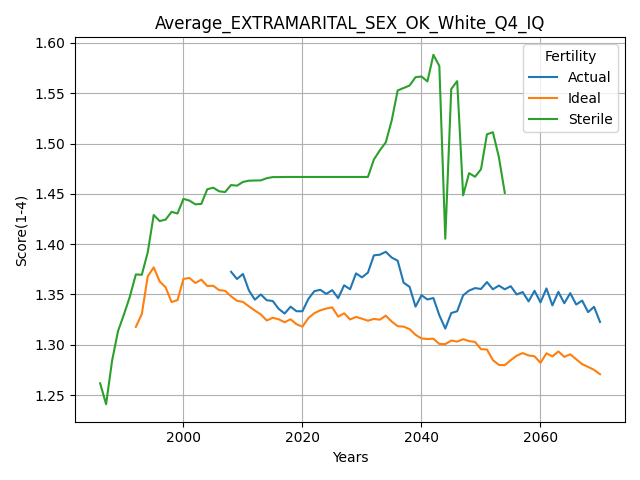 Average_EXTRAMARITAL_SEX_OK_White_Q4_IQ
Score(1-4)
1.60
1.55
1.50
1.45
1.40
1.35
1.30
1.25
Fertility
Actual
Ideal
Sterile
2000
2020
2040
2060
Years